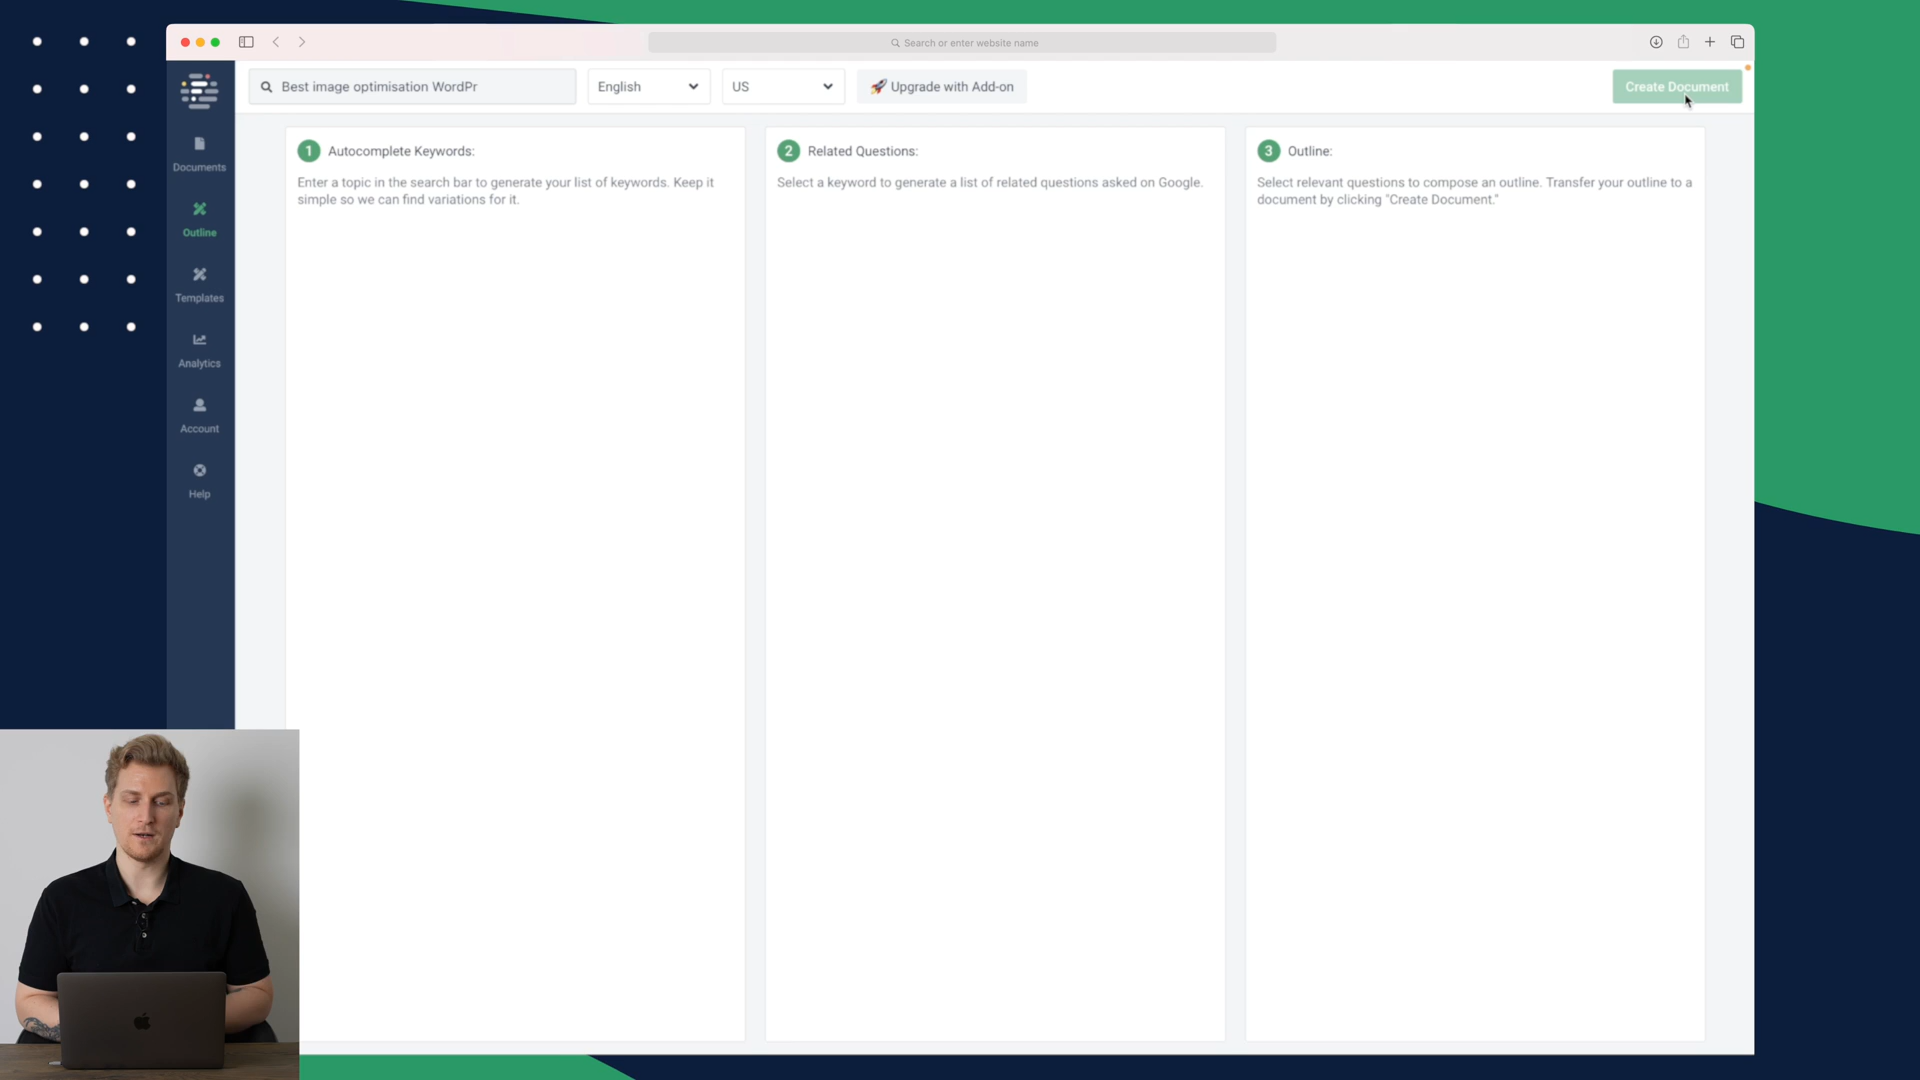 Search or enter website name
Best image optimisation WordPr
English
US
🚀 Upgrade with Add-on
Create Document
Documents
Outline
Templates
Analytics
Account
Help
1 Autocomplete Keywords:
Enter a topic in the search bar to generate your list of keywords. Keep it
simple so we can find variations for it.
2 Related Questions:
Select a keyword to generate a list of related questions asked on Google.
3 Outline:
Select relevant questions to compose an outline. Transfer your outline to a
document by clicking "Create Document."